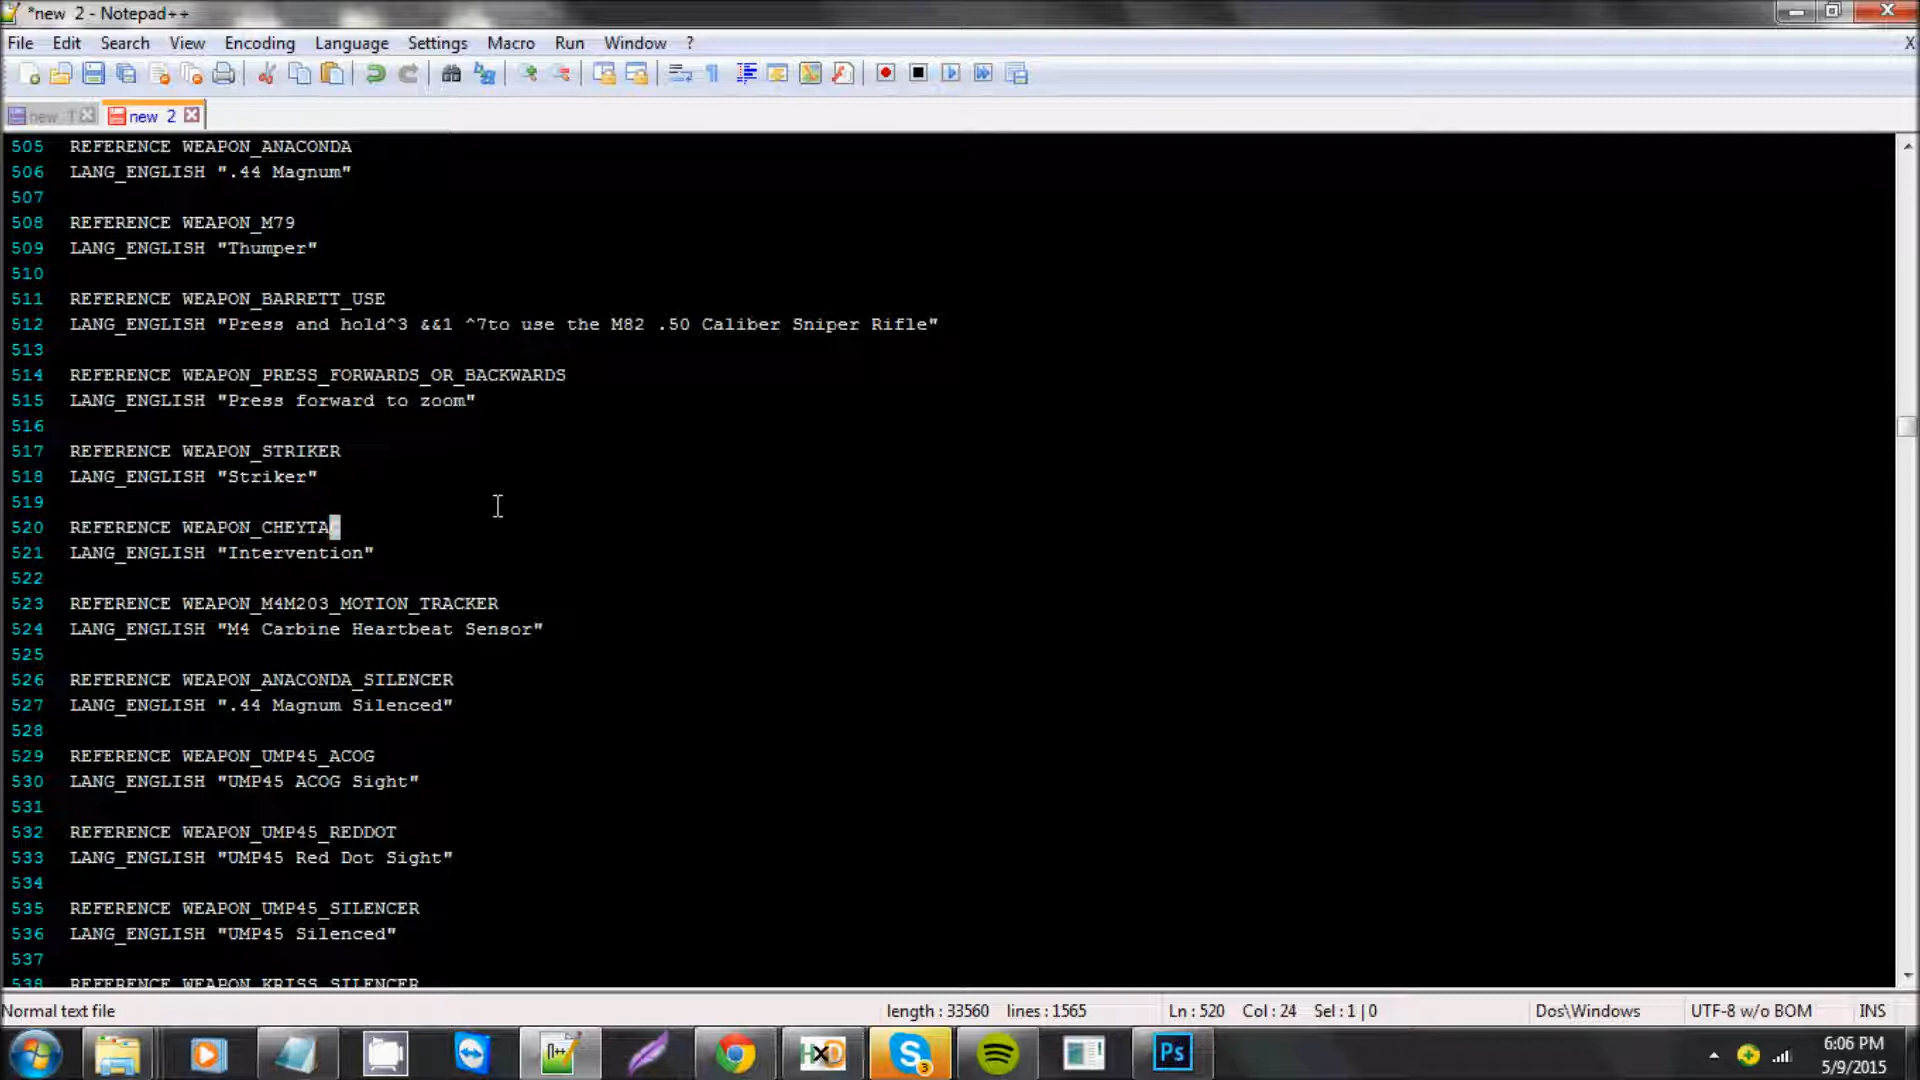 *new  2 - Notepad++
File Edit Search View Encoding Language Settings Macro Run Window ? X
new 1 new 2
505 REFERENCE WEAPON_ANACONDA
506 LANG_ENGLISH ".44 Magnum"
507
508 REFERENCE WEAPON_M79
509 LANG_ENGLISH "Thumper"
510
511 REFERENCE WEAPON_BARRETT_USE
512 LANG_ENGLISH "Press and hold^3 &&1 ^7to use the M82 .50 Caliber Sniper Rifle"
513
514 REFERENCE WEAPON_PRESS_FORWARDS_OR_BACKWARDS
515 LANG_ENGLISH "Press forward to zoom"
516
517 REFERENCE WEAPON_STRIKER
518 LANG_ENGLISH "Striker"
519
520 REFERENCE WEAPON_CHEYTA
521 LANG_ENGLISH "Intervention"
522
523 REFERENCE WEAPON_M4M203_MOTION_TRACKER
524 LANG_ENGLISH "M4 Carbine Heartbeat Sensor"
525
526 REFERENCE WEAPON_ANACONDA_SILENCER
527 LANG_ENGLISH ".44 Magnum Silenced"
528
529 REFERENCE WEAPON_UMP45_ACOG
530 LANG_ENGLISH "UMP45 ACOG Sight"
531
532 REFERENCE WEAPON_UMP45_REDDOT
533 LANG_ENGLISH "UMP45 Red Dot Sight"
534
535 REFERENCE WEAPON_UMP45_SILENCER
536 LANG_ENGLISH "UMP45 Silenced"
537
538 REFERENCE WEAPON_KRISS_SILENCER
Normal text file length : 33560 lines : 1565 Ln : 520 Col : 24 Sel : 1 | 0 Dos\Windows UTF-8 w/o BOM INS
n++ HXD S 3 Ps 6:06 PM
5/9/2015